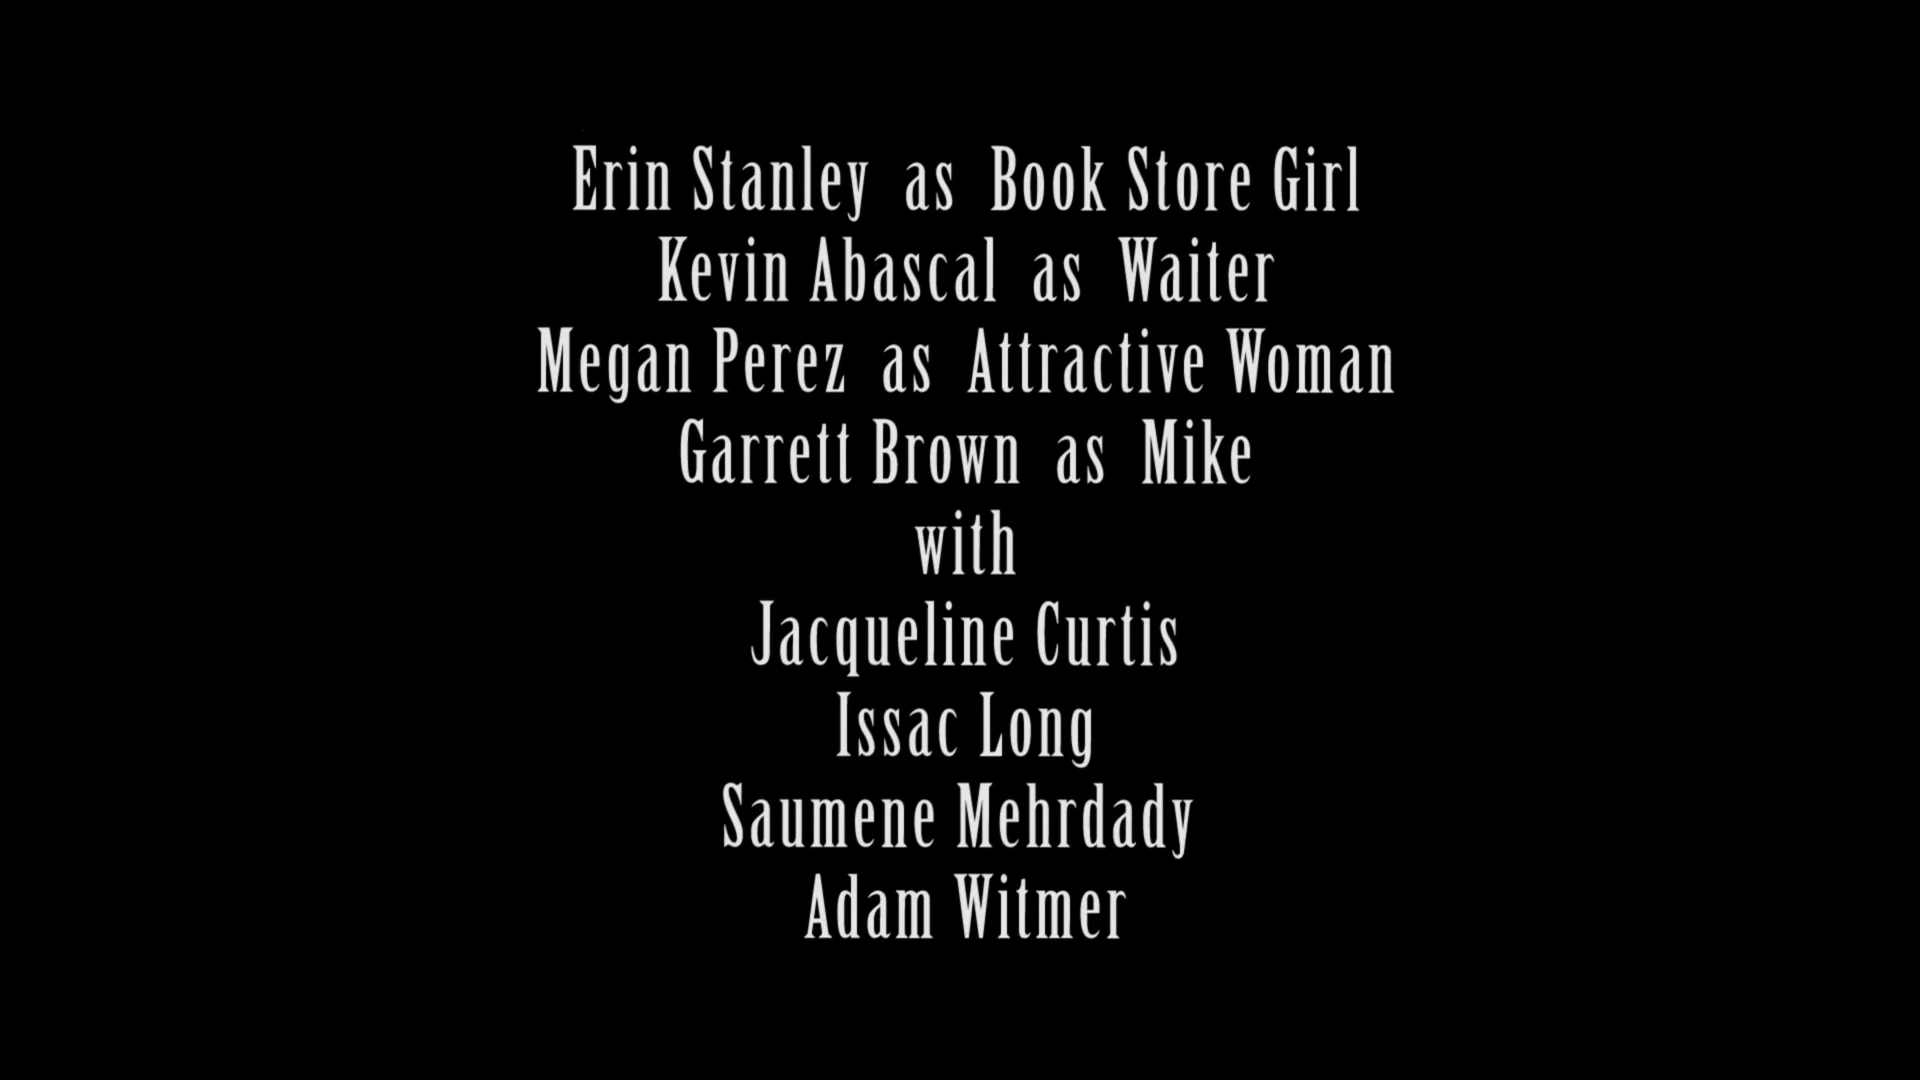 Erin Stanley as Book Store Girl
Kevin Abascal as Waiter
Megan Perez as Attractive Woman
Garrett Brown as Mike
with
Jacqueline Curtis
Issac Long
Saumene Mehrdady
Adam Witmer